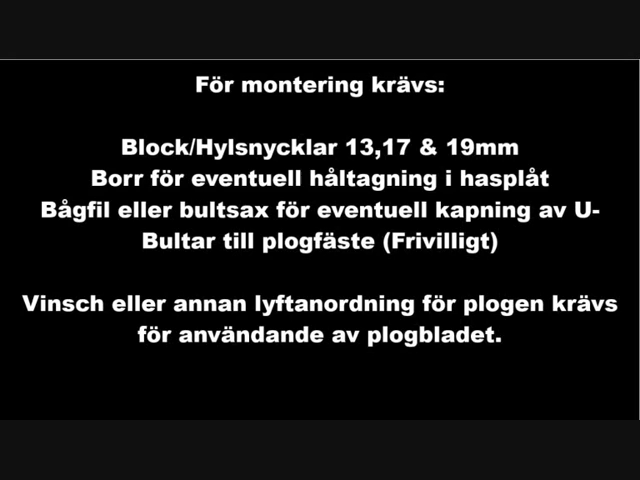 För montering krävs:
Block/Hylsnycklar 13,17 & 19mm
Borr för eventuell håltagning i hasplåt
Bågfil eller bultsax för eventuell kapning av U-
Bultar till plogfäste (Frivilligt)
Vinsch eller annan lyftanordning för plogen krävs
för användande av plogbladet.